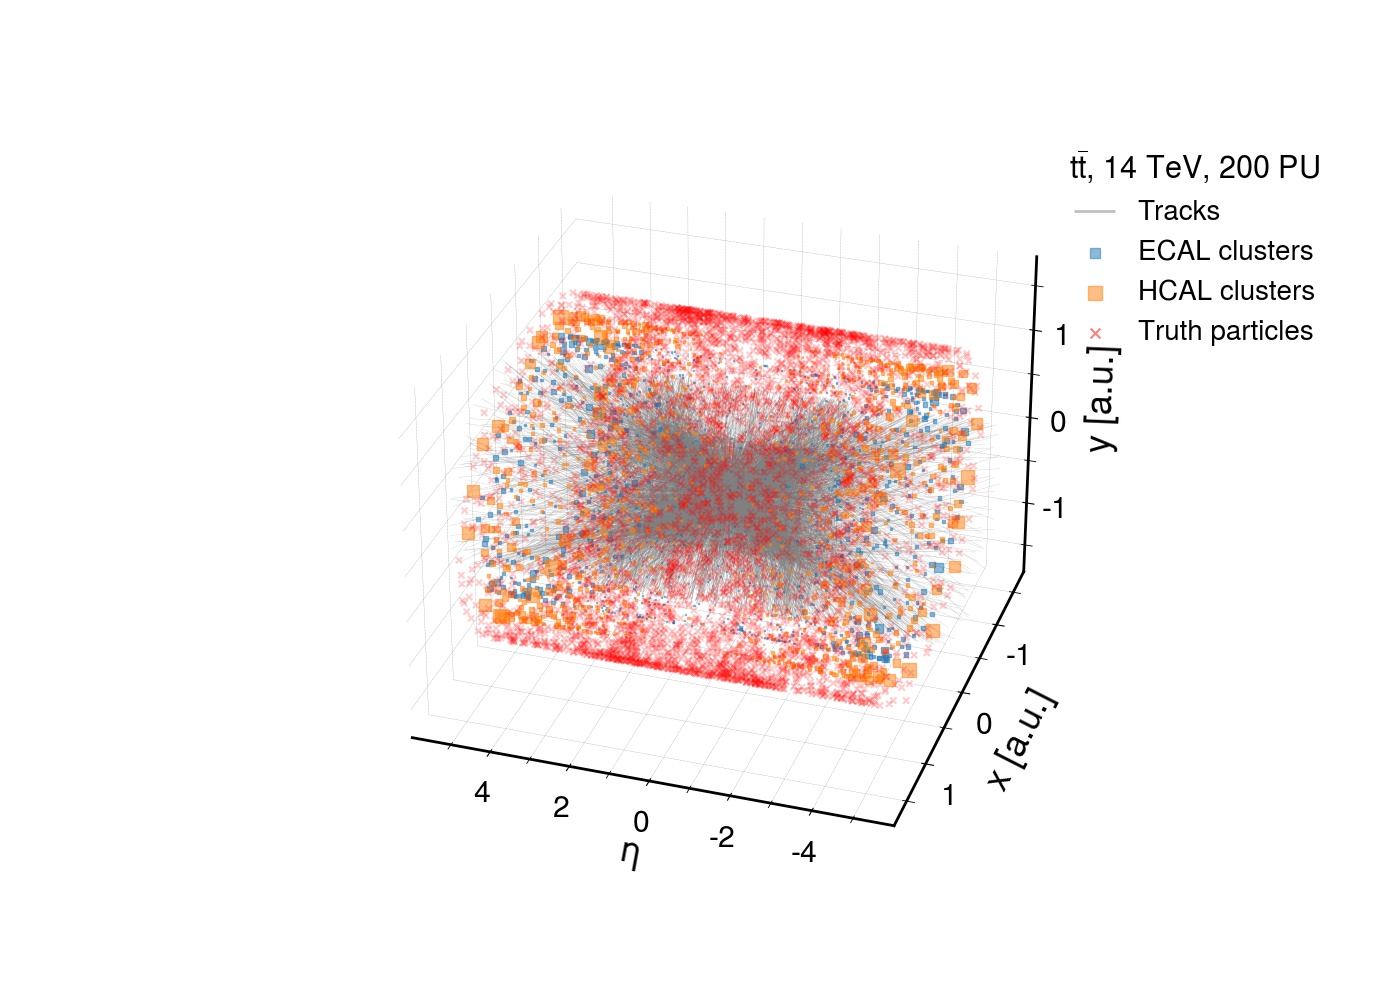 tt̄, 14 TeV, 200 PU
Tracks
ECAL clusters
HCAL clusters
Truth particles
1
0
-1
y [a.u.]
-1
0
1
x [a.u.]
4
2
0
-2
-4
η